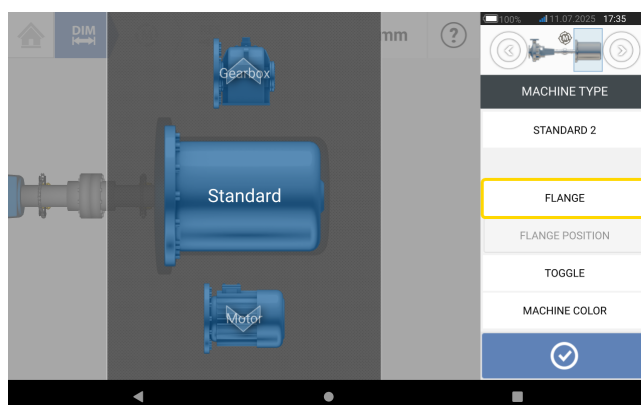 100% 11.07.2025 17:35
DIM
mm
?
Gearbox
Standard
Motor
MACHINE TYPE
STANDARD 2
FLANGE
FLANGE POSITION
TOGGLE
MACHINE COLOR